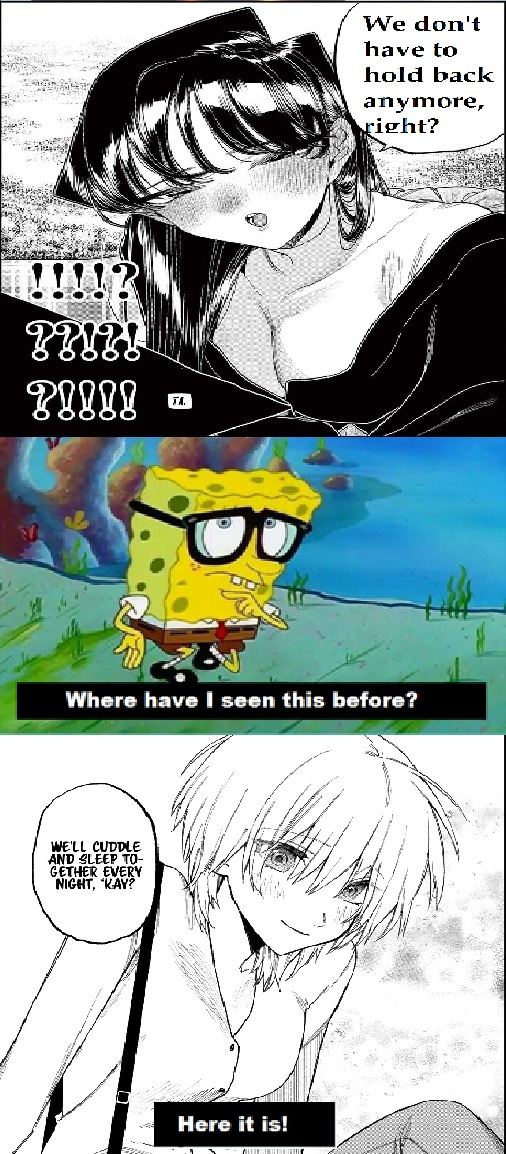 We don't
have to
hold back
anymore,
right?
!!!!?
??!?!
?!!!!
Where have I seen this before?
WE'LL CUDDLE
AND SLEEP TO-
GETHER EVERY
NIGHT, 'KAY?
Here it is!